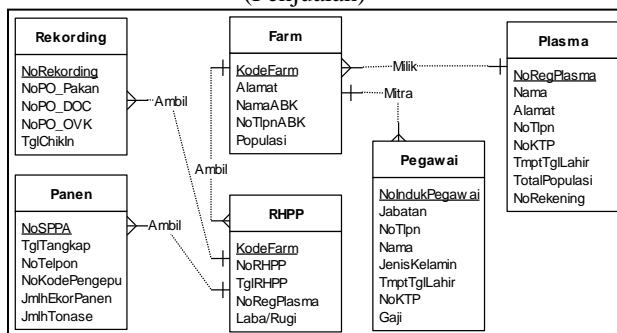 (Penjualan)
Rekording
NoRekording
NoPO_Pakan
NoPO_DOC
NoPO_OVK
TglChikIn
Farm
KodeFarm
Alamat
NamaABK
NoTlpnABK
Populasi
Plasma
NoRegPlasma
Nama
Alamat
NoTlpn
NoKTP
TmptTglLahir
TotalPopulasi
NoRekening
Milik
Mitra
Ambil
Ambil
Ambil
Panen
NoSPPA
TglTangkap
NoTelpon
NoKodePengepu
JmlhEkorPanen
JmlhTonase
RHPP
KodeFarm
NoRHPP
TglRHPP
NoRegPlasma
Laba/Rugi
Pegawai
NoIndukPegawai
Jabatan
NoTlpn
Nama
JenisKelamin
TmptTglLahir
NoKTP
Gaji